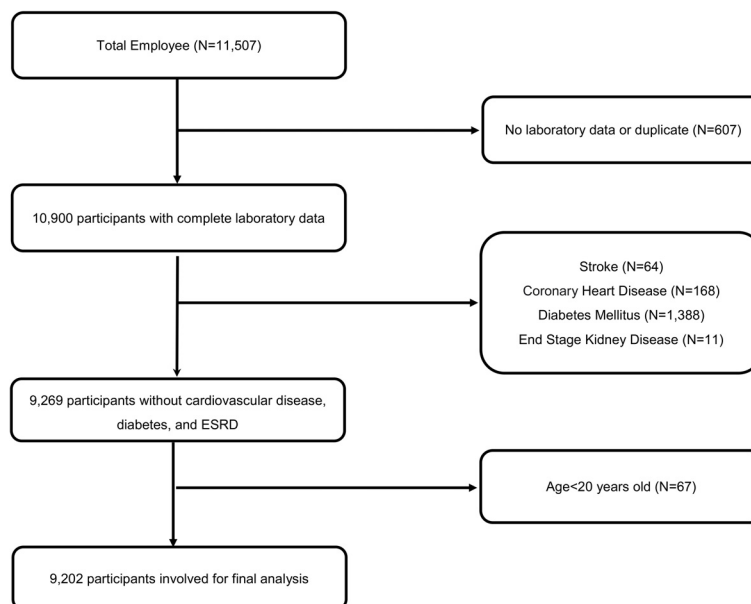 Total Employee (N=11,507)
No laboratory data or duplicate (N=607)
10,900 participants with complete laboratory data
Stroke (N=64)
Coronary Heart Disease (N=168)
Diabetes Mellitus (N=1,388)
End Stage Kidney Disease (N=11)
9,269 participants without cardiovascular disease,
diabetes, and ESRD
Age<20 years old (N=67)
9,202 participants involved for final analysis